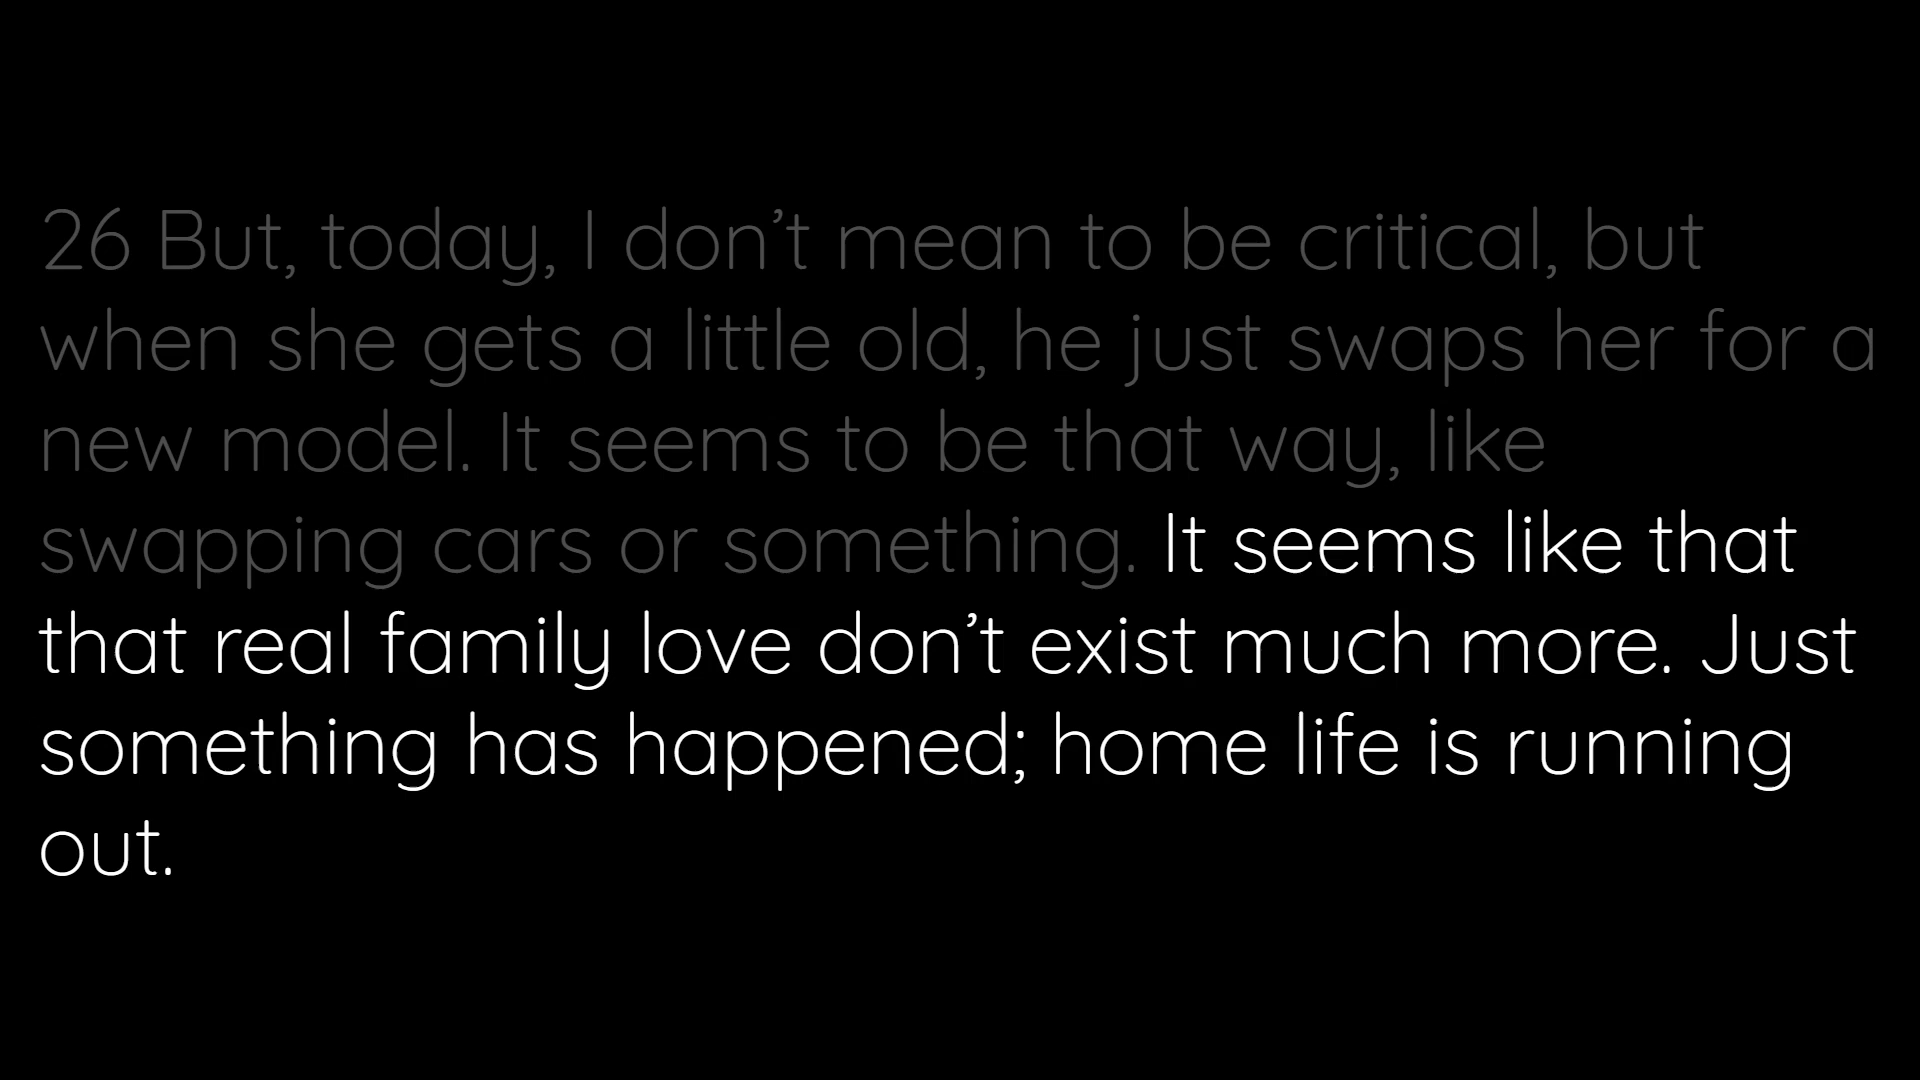 26 But, today, I don’t mean to be critical, but
when she gets a little old, he just swaps her for a
new model. It seems to be that way, like
swapping cars or something. It seems like that
that real family love don’t exist much more. Just
something has happened; home life is running
out.